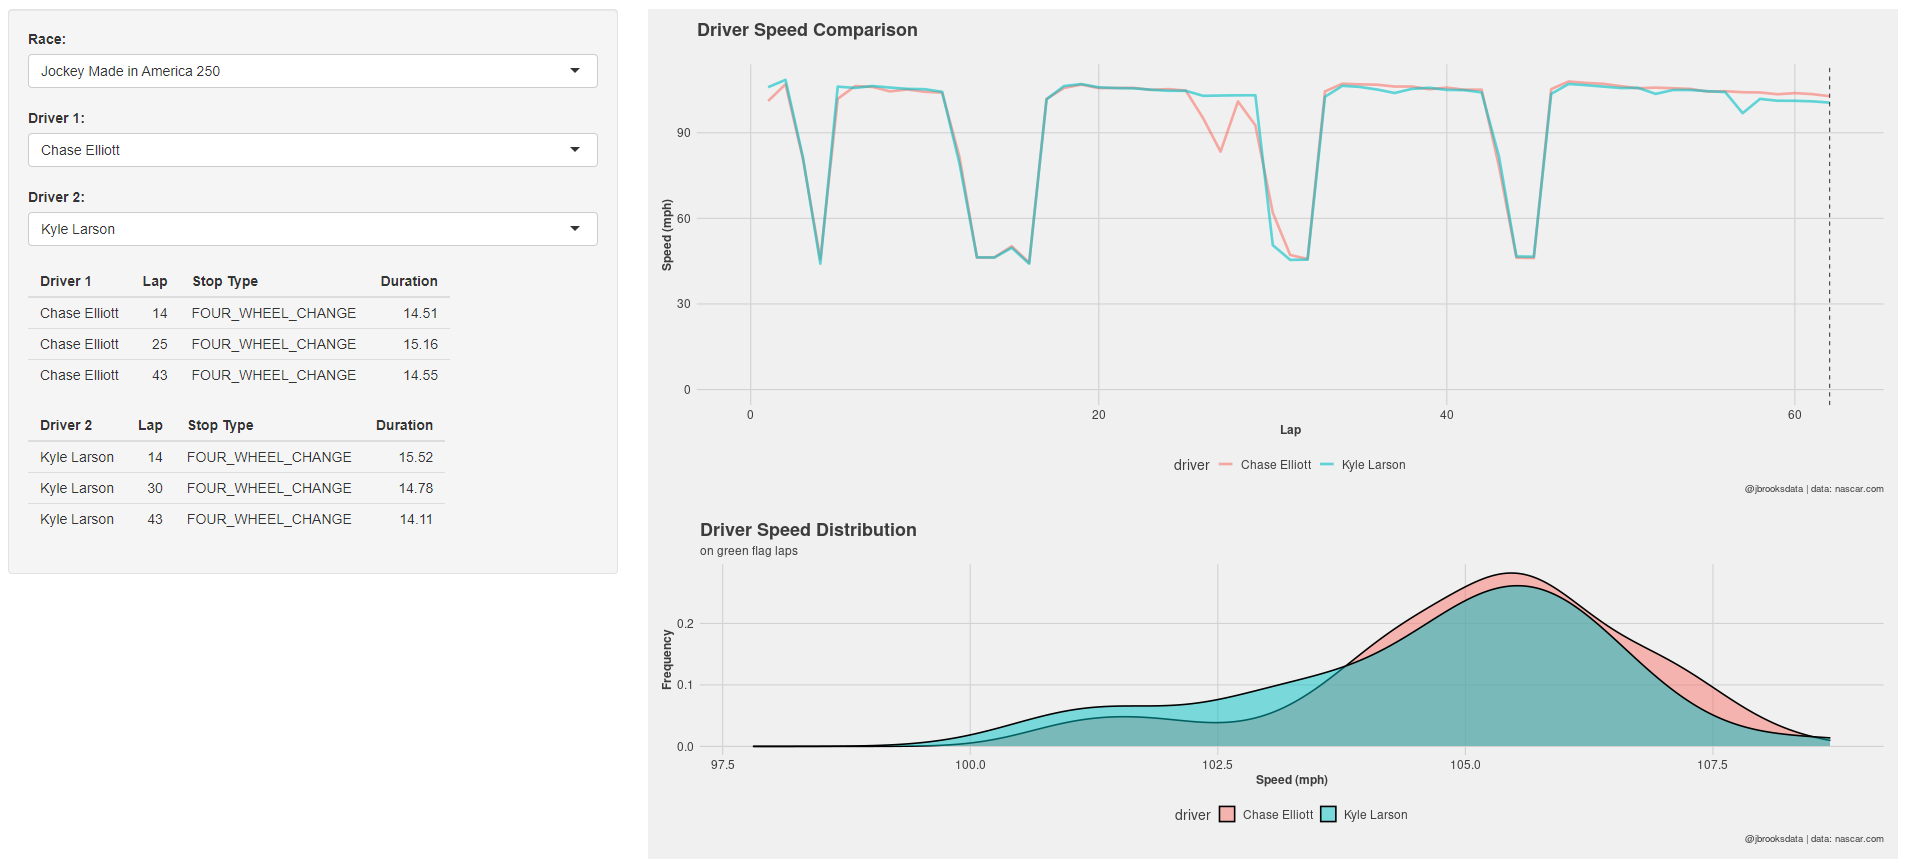 Race:
Jockey Made in America 250
Driver 1:
Chase Elliott
Driver 2:
Kyle Larson
Driver 1 Lap Stop Type Duration
Chase Elliott 14 FOUR_WHEEL_CHANGE 14.51
Chase Elliott 25 FOUR_WHEEL_CHANGE 15.16
Chase Elliott 43 FOUR_WHEEL_CHANGE 14.55
Driver 2 Lap Stop Type Duration
Kyle Larson 14 FOUR_WHEEL_CHANGE 15.52
Kyle Larson 30 FOUR_WHEEL_CHANGE 14.78
Kyle Larson 43 FOUR_WHEEL_CHANGE 14.11
Driver Speed Comparison
Speed (mph)
90
60
30
0
0 20 40 60
Lap
driver Chase Elliott Kyle Larson
@jbrooksdata | data: nascar.com
Driver Speed Distribution
on green flag laps
Frequency
0.2
0.1
0.0
97.5 100.0 102.5 105.0 107.5
Speed (mph)
driver Chase Elliott Kyle Larson
@jbrooksdata | data: nascar.com